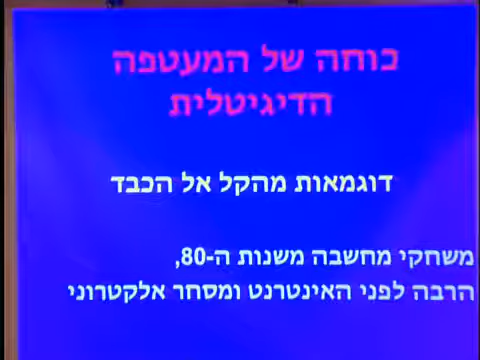 כוחה של המעטפה
הדיגיטלית
דוגמאות מהקל אל הכבד
משחקי מחשבה משנות ה-80,
הרבה לפני האינטרנט ומסחר אלקטרוני